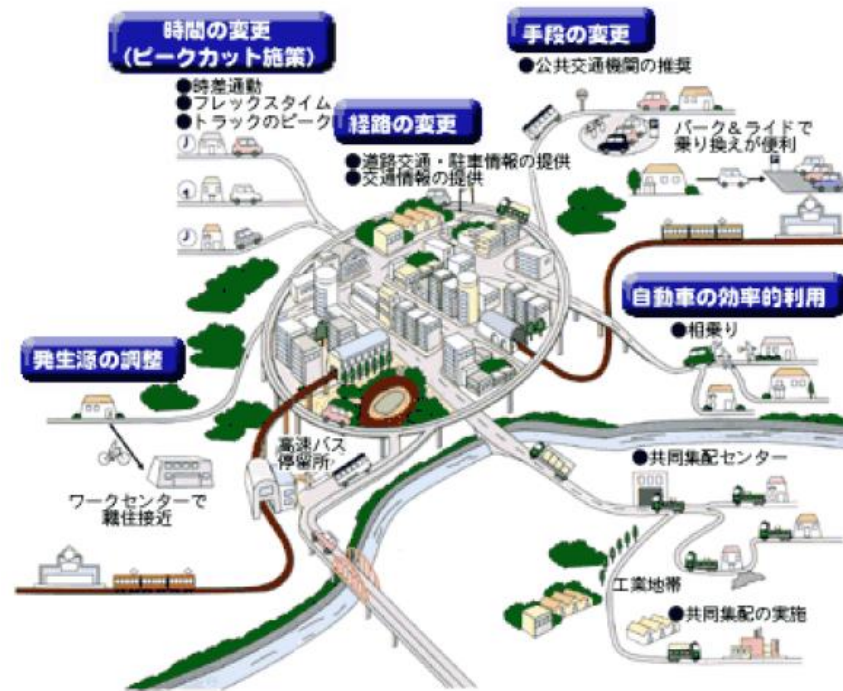 時間の変更
(ピークカット施策)
●時差通勤
●フレックスタイム
●トラックのピーク
経路の変更
●道路交通・駐車情報の提供
●交通情報の提供
手段の変更
●公共交通機関の推奨
パーク&ライドで
乗り換えが便利
自動車の効率的利用
●相乗り
発生源の調整
ワークセンターで
職住接近
高速バス
停留所
●共同集配センター
工業地帯
●共同集配の実施